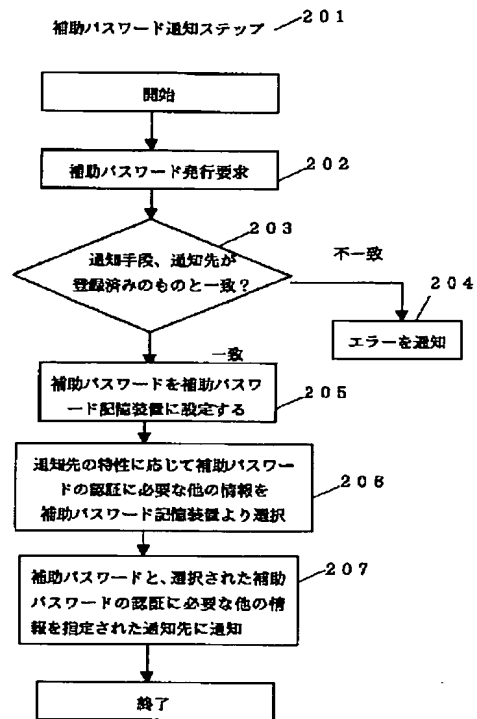 補助パスワード通知ステップ 201
開始
補助パスワード発行要求 202
203
通知手段、通知先が
登録済みのものと一致？
不一致
204
エラーを通知
一致
補助パスワードを補助パスワ
ード記憶装置に設定する
205
通知先の特性に応じて補助パスワー
ドの認証に必要な他の情報を
補助パスワード記憶装置より選択
206
補助パスワードと、選択された補助
パスワードの認証に必要な他の情
報を指定された通知先に通知
207
終了